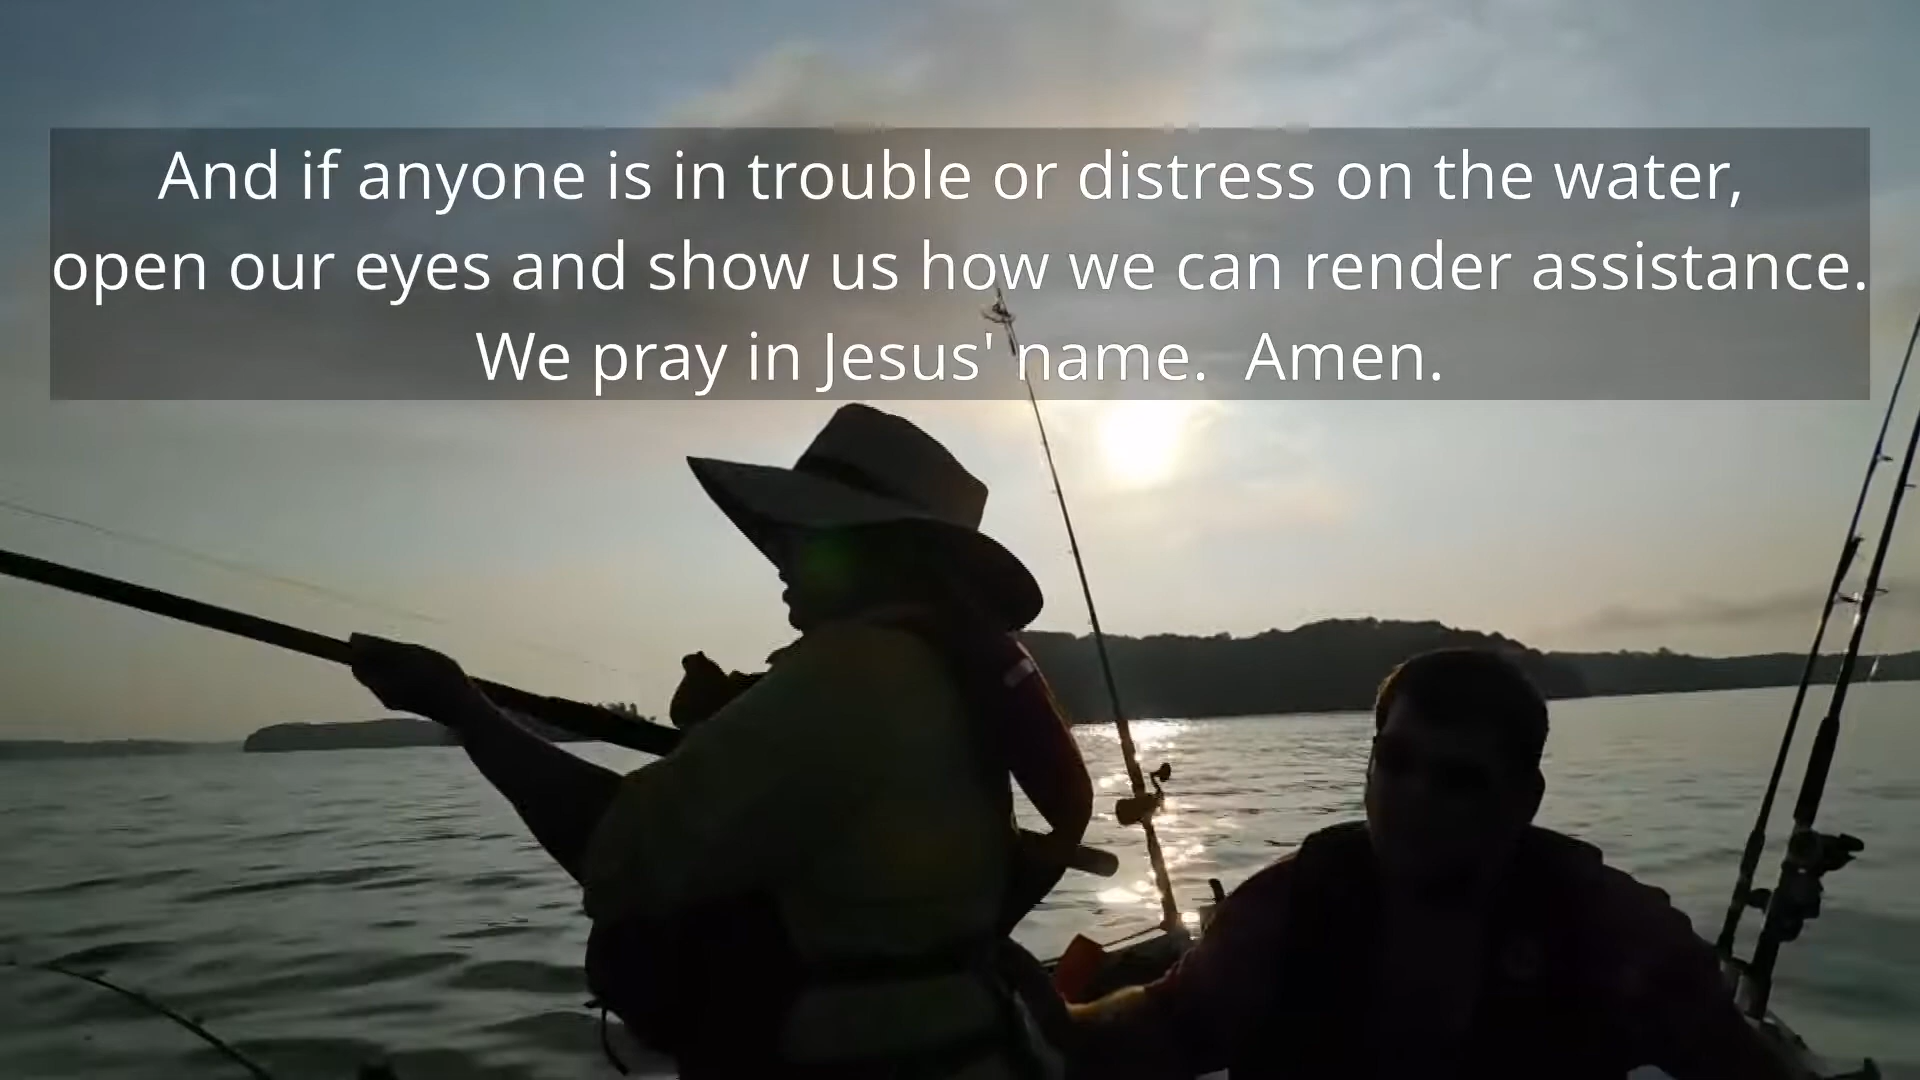 And if anyone is in trouble or distress on the water,
open our eyes and show us how we can render assistance.
We pray in Jesus' name.  Amen.